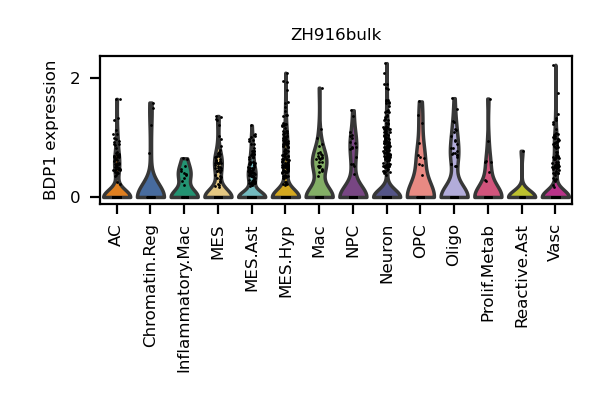 ZH916bulk
BDP1 expression
2
0
AC
Chromatin.Reg
Inflammatory.Mac
MES
MES.Ast
MES.Hyp
Mac
NPC
Neuron
OPC
Oligo
Prolif.Metab
Reactive.Ast
Vasc